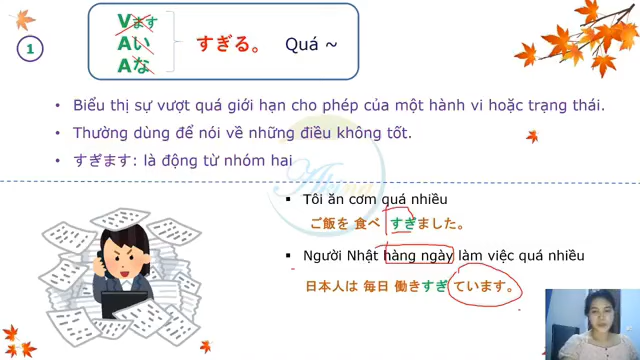 1
Vます
Aい すぎる。 Quá ~
Aな
• Biểu thị sự vượt quá giới hạn cho phép của một hành vi hoặc trạng thái.
• Thường dùng để nói về những điều không tốt.
• すぎます: là động từ nhóm hai
Akina
▪ Tôi ăn cơm quá nhiều
ご飯を 食べ すぎました。
▪ Người Nhật hàng ngày làm việc quá nhiều
日本人は 毎日 働きすぎ ています。